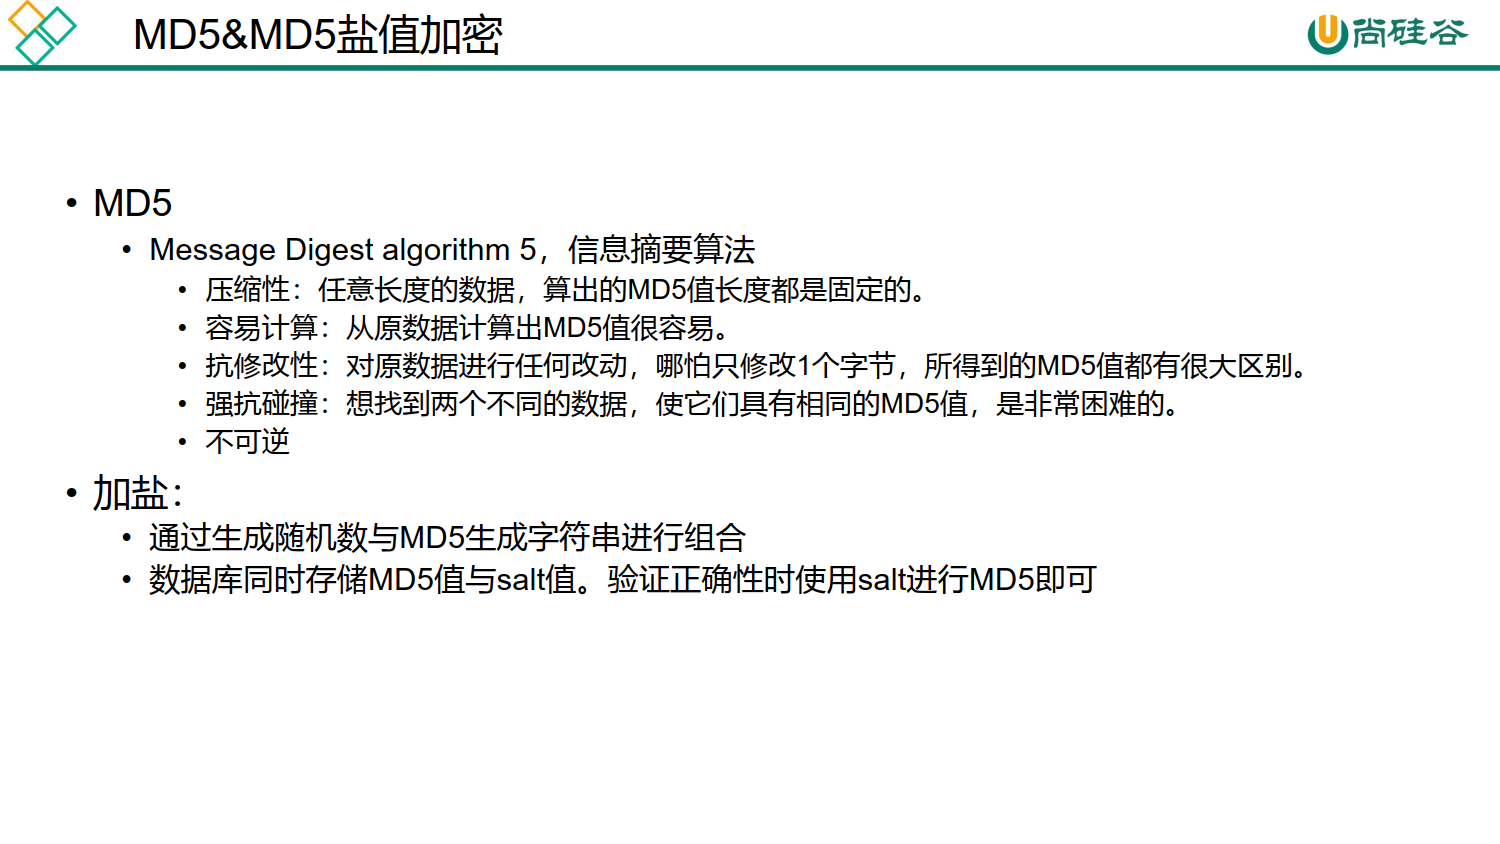 MD5&MD5盐值加密
尚硅谷
• MD5
• Message Digest algorithm 5，信息摘要算法
• 压缩性：任意长度的数据，算出的MD5值长度都是固定的。
• 容易计算：从原数据计算出MD5值很容易。
• 抗修改性：对原数据进行任何改动，哪怕只修改1个字节，所得到的MD5值都有很大区别。
• 强抗碰撞：想找到两个不同的数据，使它们具有相同的MD5值，是非常困难的。
• 不可逆
• 加盐：
• 通过生成随机数与MD5生成字符串进行组合
• 数据库同时存储MD5值与salt值。验证正确性时使用salt进行MD5即可